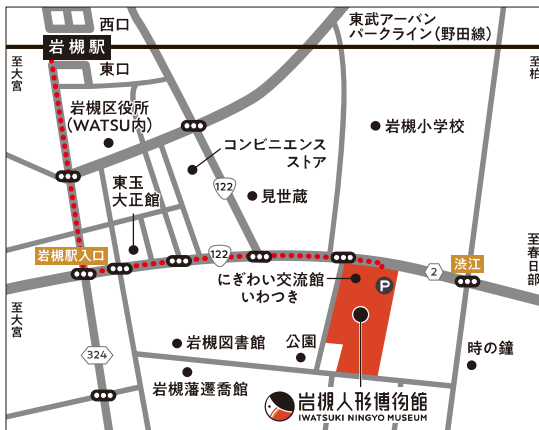 西口
岩槻駅
東口
東武アーバン
パークライン(野田線)
至大宮
至柏
岩槻区役所
(WATSU内)
コンビニエンス
ストア
岩槻小学校
東玉
大正館
122
見世蔵
岩槻駅入口
122
にぎわい交流館
いわつき
P
2
渋江
至春日部
至大宮
324
岩槻図書館
公園
時の鐘
岩槻藩遷喬館
岩槻人形博物館
IWATSUKI NINGYO MUSEUM